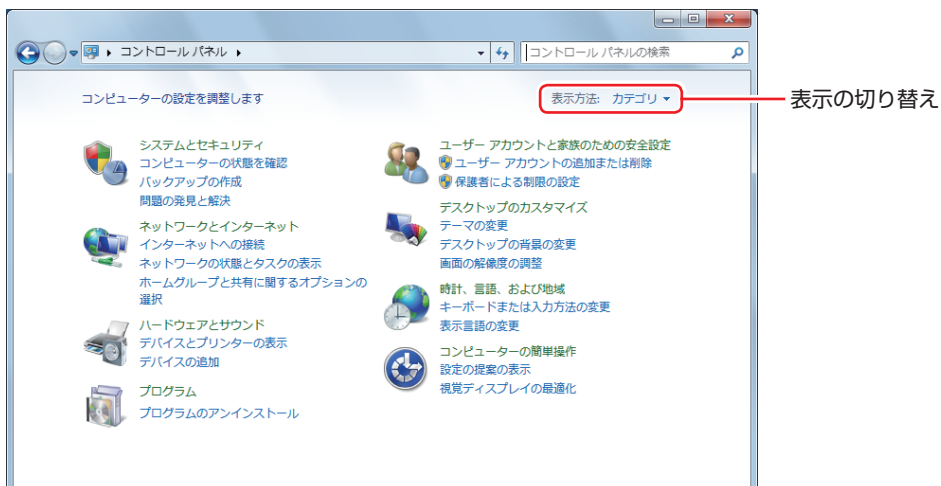 コントロール パネル
コントロール パネルの検索
コンピューターの設定を調整します
表示方法: カテゴリ
表示の切り替え
システムとセキュリティ
コンピューターの状態を確認
バックアップの作成
問題の発見と解決
ネットワークとインターネット
インターネットへの接続
ネットワークの状態とタスクの表示
ホームグループと共有に関するオプションの
選択
ハードウェアとサウンド
デバイスとプリンターの表示
デバイスの追加
プログラム
プログラムのアンインストール
ユーザー アカウントと家族のための安全設定
ユーザー アカウントの追加または削除
保護者による制限の設定
デスクトップのカスタマイズ
テーマの変更
デスクトップの背景の変更
画面の解像度の調整
時計、言語、および地域
キーボードまたは入力方法の変更
表示言語の変更
コンピューターの簡単操作
設定の提案の表示
視覚ディスプレイの最適化